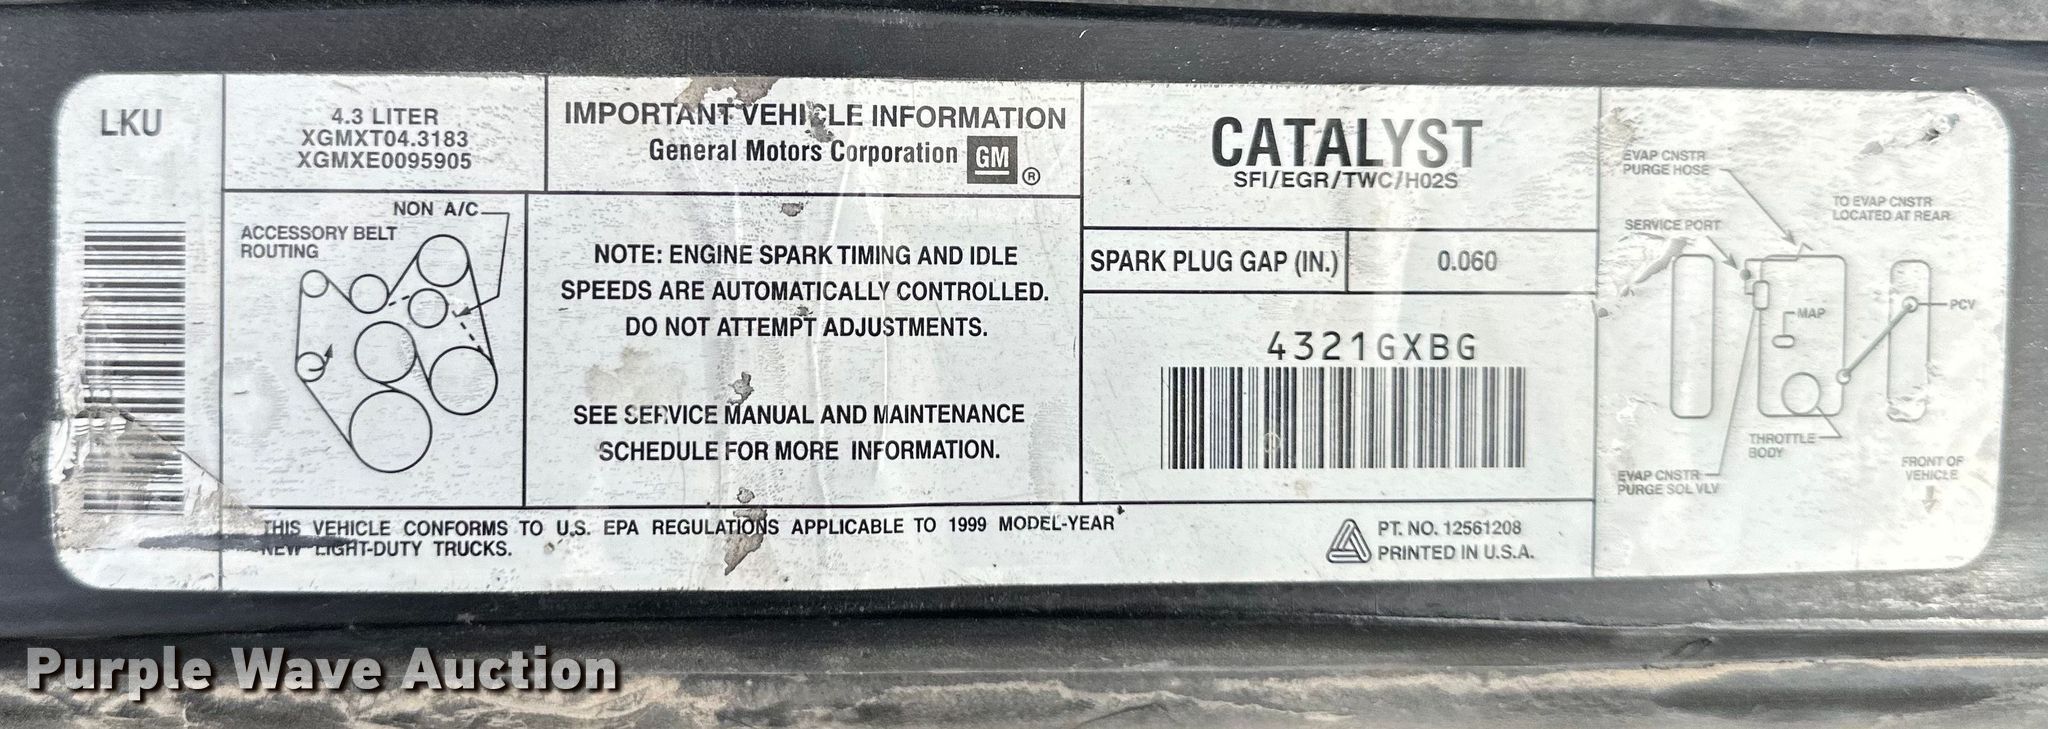 LKU
4.3 LITER
XGMXT04.3183
XGMXE0095905
IMPORTANT VEHICLE INFORMATION
General Motors Corporation GM ®
CATALYST
SFI/EGR/TWC/HO2S
NON A/C
ACCESSORY BELT
ROUTING
NOTE: ENGINE SPARK TIMING AND IDLE
SPEEDS ARE AUTOMATICALLY CONTROLLED.
DO NOT ATTEMPT ADJUSTMENTS.
SEE SERVICE MANUAL AND MAINTENANCE
SCHEDULE FOR MORE INFORMATION.
SPARK PLUG GAP (IN.) 0.060
4321GXBG
EVAP CNSTR
PURGE HOSE
TO EVAP CNSTR
LOCATED AT REAR
SERVICE PORT
MAP
PCV
THROTTLE
BODY
EVAP CNSTR
PURGE SOL VLV
FRONT OF
VEHICLE
THIS VEHICLE CONFORMS TO U.S. EPA REGULATIONS APPLICABLE TO 1999 MODEL-YEAR
NEW LIGHT-DUTY TRUCKS.
PT. NO. 12561208
PRINTED IN U.S.A.
Purple Wave Auction